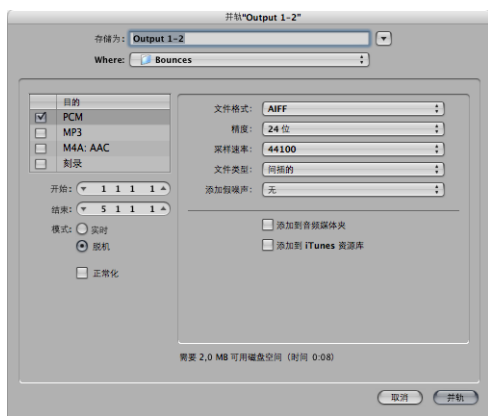 并轨"Output 1-2"
存储为: Output 1-2
Where: Bounces
目的
PCM
MP3
M4A: AAC
刻录
开始: 1 1 1 1
结束: 5 1 1 1
模式: 实时
脱机
正常化
文件格式: AIFF
精度: 24 位
采样速率: 44100
文件类型: 间插的
添加假噪声: 无
添加到音频媒体夹
添加到 iTunes 资源库
需要 2,0 MB 可用磁盘空间 (时间 0:08)
取消 并轨